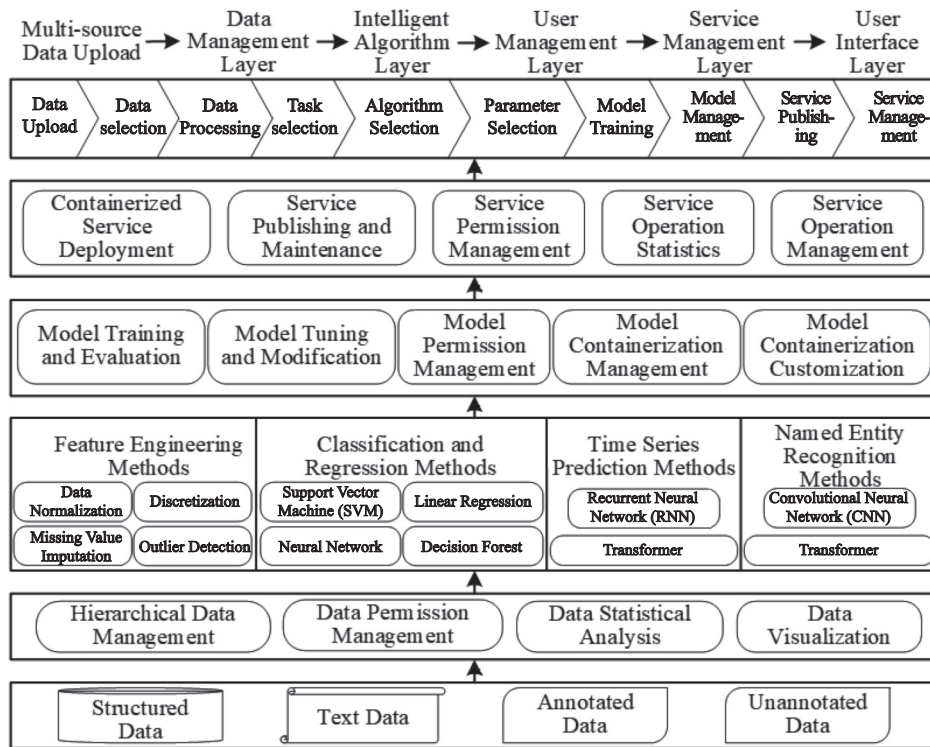 Multi-source
Data Upload
Data
Management
Layer
Intelligent
Algorithm
Layer
User
Management
Layer
Service
Management
Layer
User
Interface
Layer
Data
Upload
Data
selection
Data
Processing
Task
selection
Algorithm
Selection
Parameter
Selection
Model
Training
Model
Manage-
ment
Service
Publish-
ing
Service
Manage-
ment
Containerized
Service
Deployment
Service
Publishing and
Maintenance
Service
Permission
Management
Service
Operation
Statistics
Service
Operation
Management
Model Training
and Evaluation
Model Tuning
and Modification
Model
Permission
Management
Model
Containerization
Management
Model
Containerization
Customization
Feature Engineering
Methods
Data
Normalization
Discretization
Missing Value
Imputation
Outlier Detection
Classification and
Regression Methods
Support Vector
Machine (SVM)
Linear Regression
Neural Network
Decision Forest
Time Series
Prediction Methods
Recurrent Neural
Network (RNN)
Transformer
Named Entity
Recognition
Methods
Convolutional Neural
Network (CNN)
Transformer
Hierarchical Data
Management
Data Permission
Management
Data Statistical
Analysis
Data
Visualization
Structured
Data
Text Data
Annotated
Data
Unannotated
Data